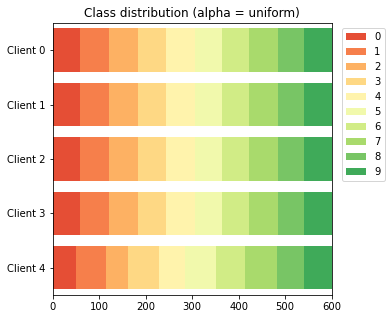 Class distribution (alpha = uniform)
Client 0
Client 1
Client 2
Client 3
Client 4
0 100 200 300 400 500 600
0
1
2
3
4
5
6
7
8
9